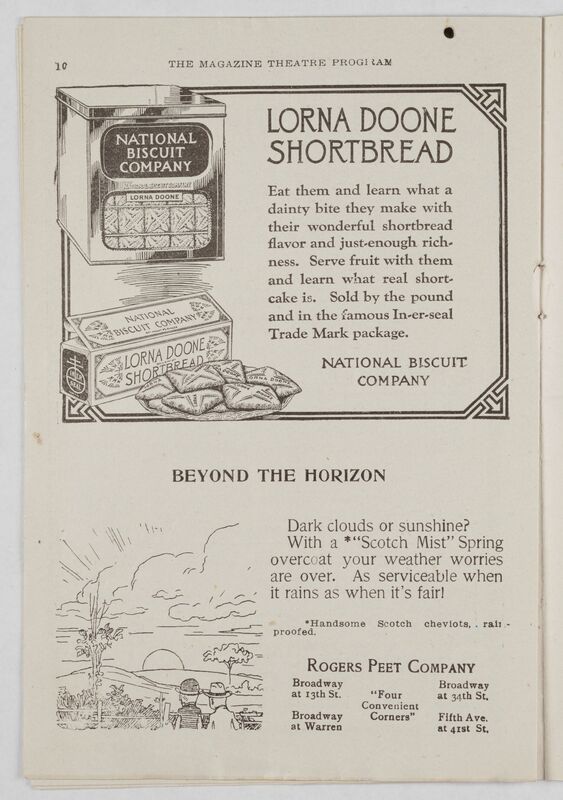 10
THE MAGAZINE THEATRE PROGRAM
NATIONAL
BISCUIT
COMPANY
LORNA DOONE
NATIONAL
BISCUIT COMPANY
LORNA DOONE
SHORTBREAD
IN-ER
SEAL
LORNA DOONE
SHORTBREAD
Eat them and learn what a
dainty bite they make with
their wonderful shortbread
flavor and just-enough rich-
ness. Serve fruit with them
and learn what real short-
cake is. Sold by the pound
and in the famous In-er-seal
Trade Mark package.
NATIONAL BISCUIT
COMPANY
BEYOND THE HORIZON
Dark clouds or sunshine?
With a *"Scotch Mist" Spring
overcoat your weather worries
are over. As serviceable when
it rains as when it's fair!
*Handsome Scotch cheviots, rain-
proofed.
ROGERS PEET COMPANY
Broadway
at 13th St.
Broadway
at Warren
"Four
Convenient
Corners"
Broadway
at 34th St.
Fifth Ave.
at 41st St.